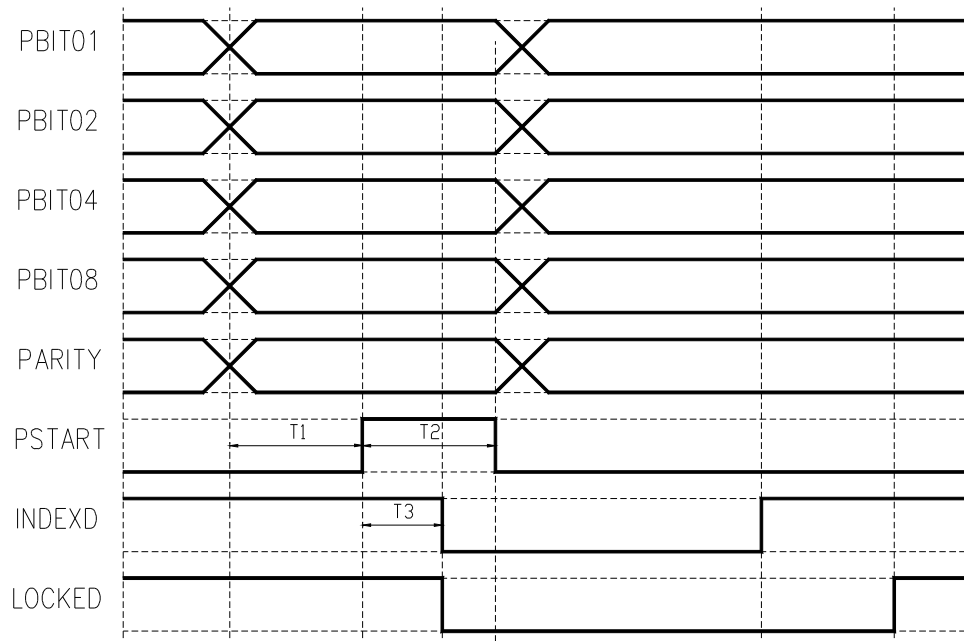 PBIT01
PBIT02
PBIT04
PBIT08
PARITY
PSTART
T1
T2
INDEXD
T3
LOCKED